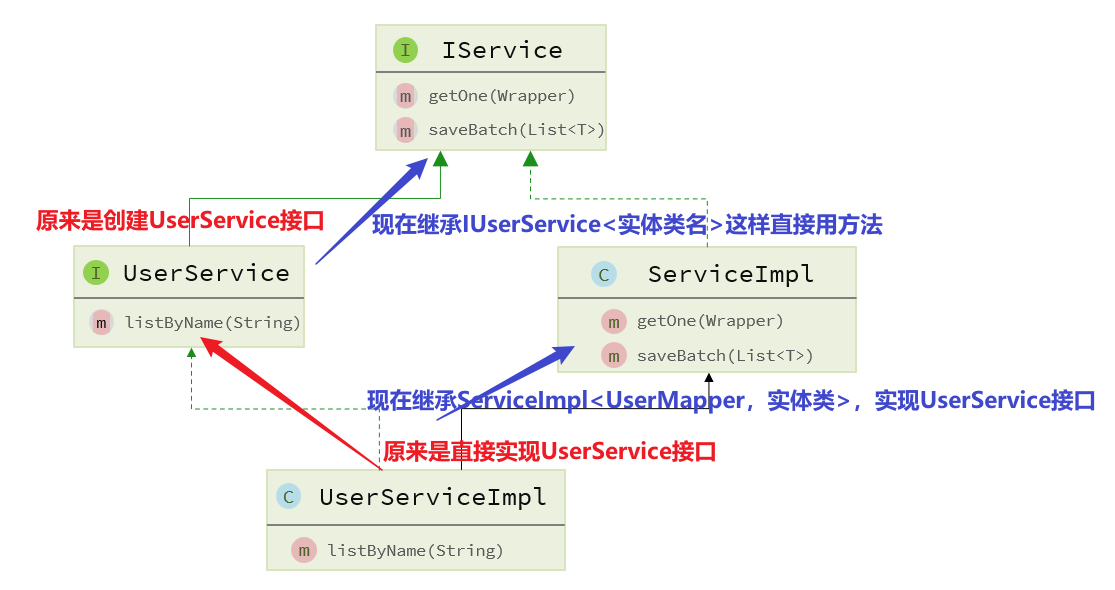 I IService
m getOne(Wrapper)
m saveBatch(List<T>)
原来是创建UserService接口
现在继承IUserService<实体类名>这样直接用方法
I UserService
m listByName(String)
C ServiceImpl
m getOne(Wrapper)
m saveBatch(List<T>)
现在继承ServiceImpl<UserMapper，实体类>，实现UserService接口
原来是直接实现UserService接口
C UserServiceImpl
m listByName(String)